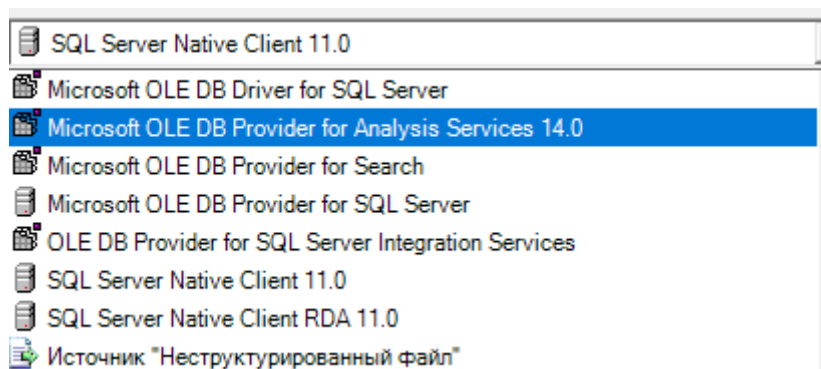 SQL Server Native Client 11.0
Microsoft OLE DB Driver for SQL Server
Microsoft OLE DB Provider for Analysis Services 14.0
Microsoft OLE DB Provider for Search
Microsoft OLE DB Provider for SQL Server
OLE DB Provider for SQL Server Integration Services
SQL Server Native Client 11.0
SQL Server Native Client RDA 11.0
Источник "Неструктурированный файл"